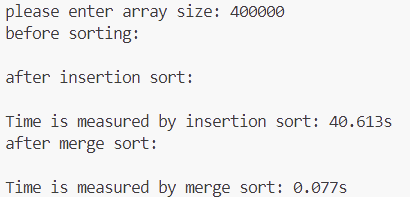 please enter array size: 400000
before sorting:
after insertion sort:
Time is measured by insertion sort: 40.613s
after merge sort:
Time is measured by merge sort: 0.077s